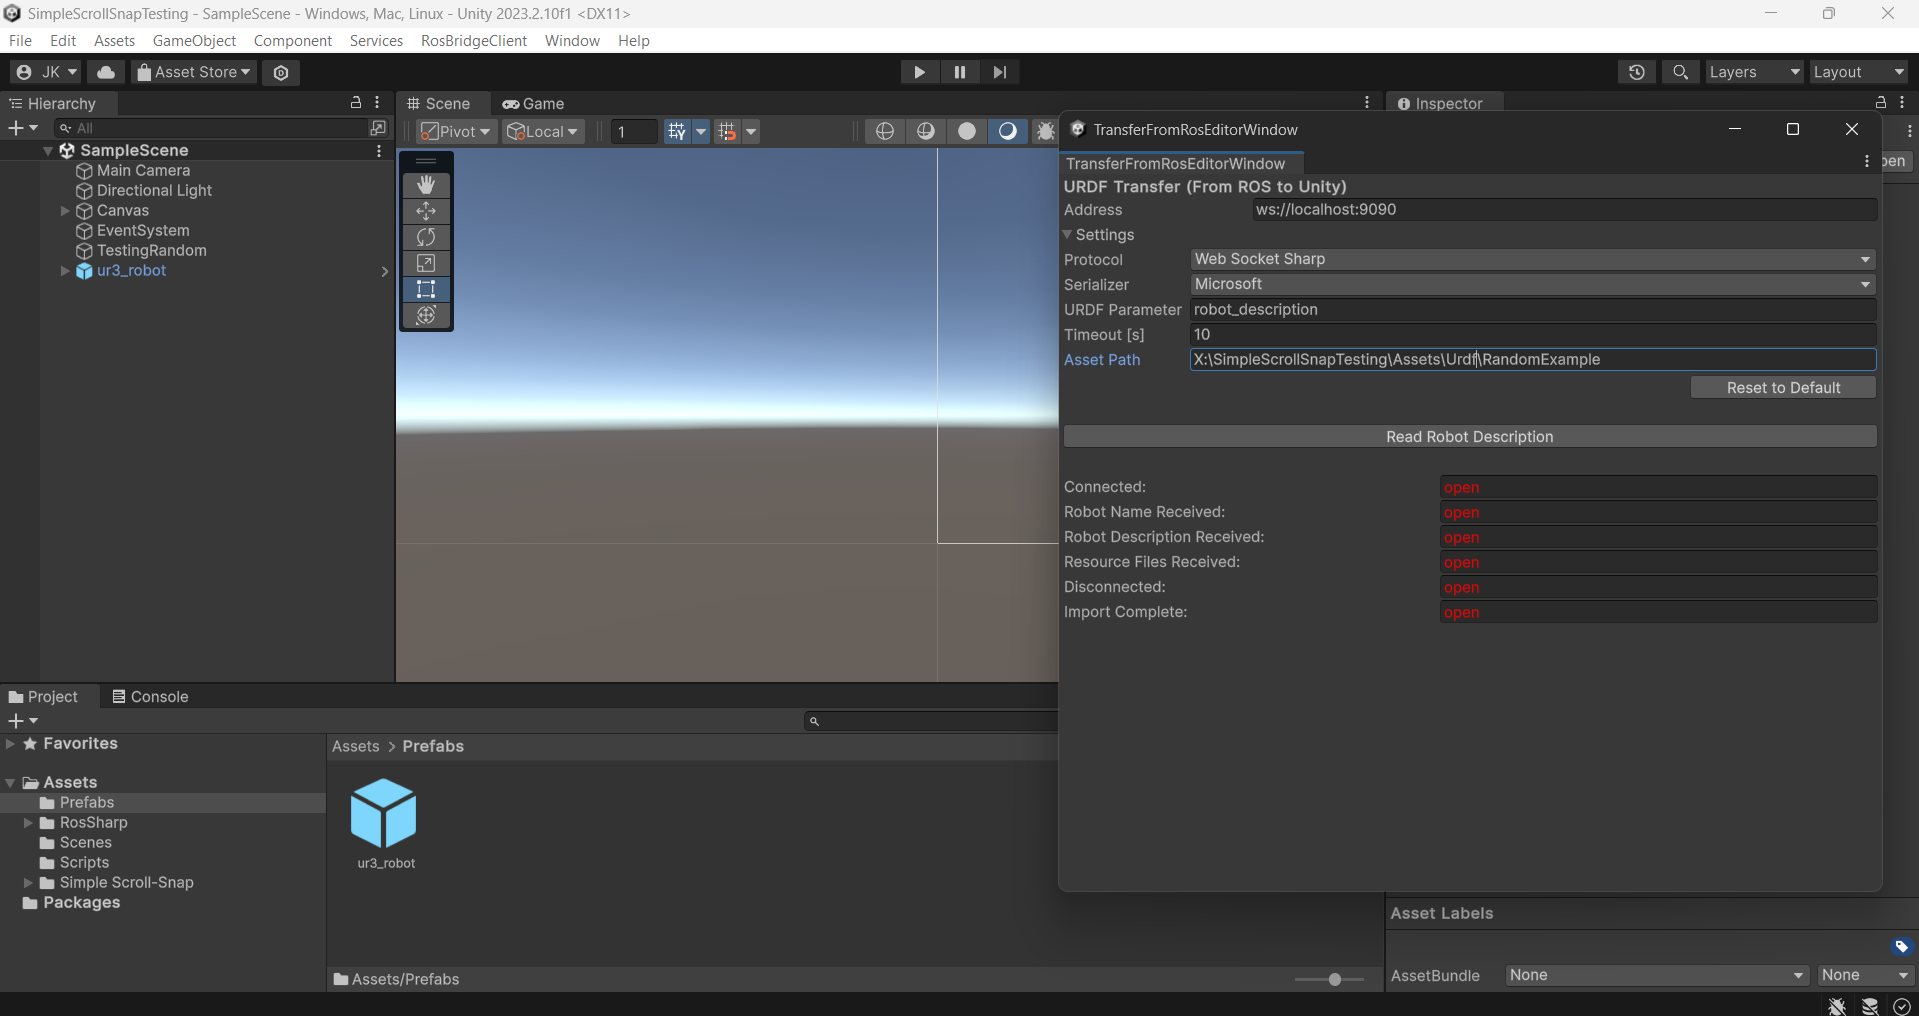 SimpleScrollSnapTesting - SampleScene - Windows, Mac, Linux - Unity 2023.2.10f1 <DX11>
File Edit Assets GameObject Component Services RosBridgeClient Window Help
JK Asset Store Layers Layout
Hierarchy
All
SampleScene
Main Camera
Directional Light
Canvas
EventSystem
TestingRandom
ur3_robot
Scene Game
Pivot Local 1
Inspector
TransferFromRosEditorWindow
TransferFromRosEditorWindow
URDF Transfer (From ROS to Unity)
Address ws://localhost:9090
Settings
Protocol Web Socket Sharp
Serializer Microsoft
URDF Parameter robot_description
Timeout [s] 10
Asset Path X:\SimpleScrollSnapTesting\Assets\Urdf\RandomExample
Reset to Default
Read Robot Description
Connected: open
Robot Name Received: open
Robot Description Received: open
Resource Files Received: open
Disconnected: open
Import Complete: open
Project Console
Favorites
Assets
Prefabs
RosSharp
Scenes
Scripts
Simple Scroll-Snap
Packages
Assets > Prefabs
ur3_robot
Assets/Prefabs
Asset Labels
AssetBundle None None